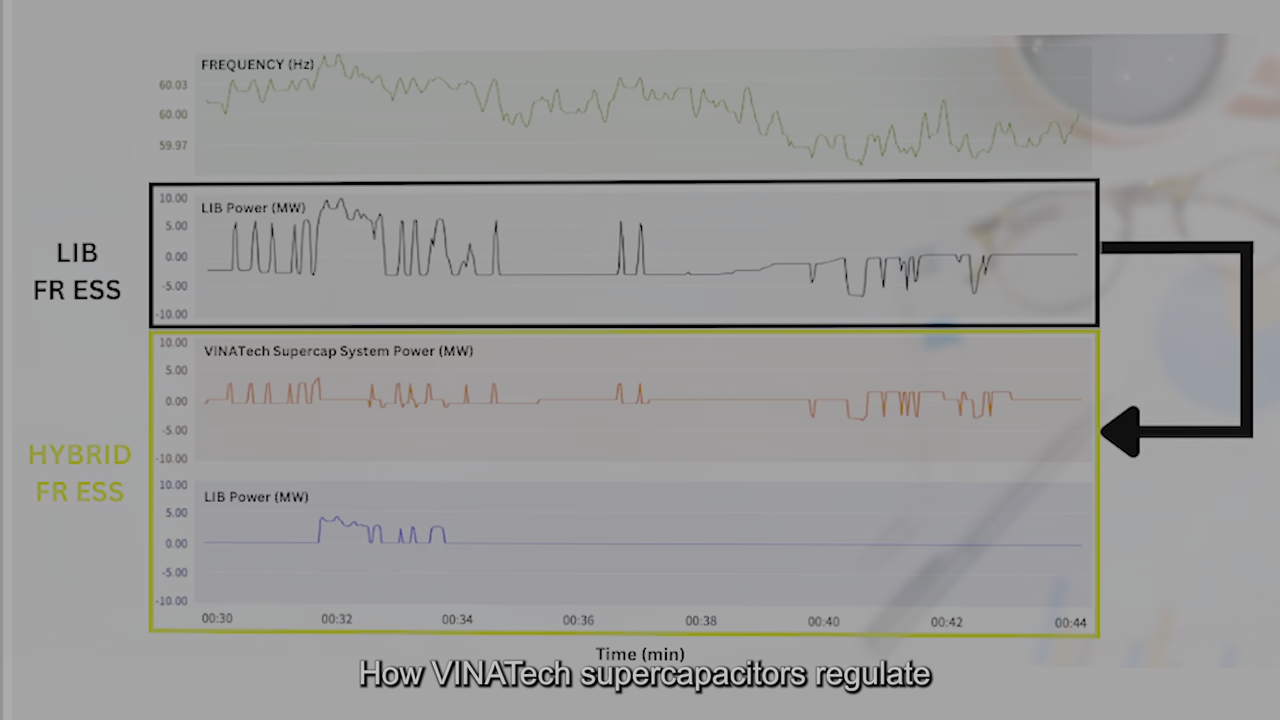 FREQUENCY (Hz)
60.03
60.00
59.97
LIB
FR ESS
LIB Power (MW)
10.00
5.00
0.00
-5.00
-10.00
HYBRID
FR ESS
VINATech Supercap System Power (MW)
10.00
5.00
0.00
-5.00
-10.00
LIB Power (MW)
10.00
5.00
0.00
-5.00
-10.00
00:30 00:32 00:34 00:36 00:38 00:40 00:42 00:44
Time (min)
How VINATech supercapacitors regulate